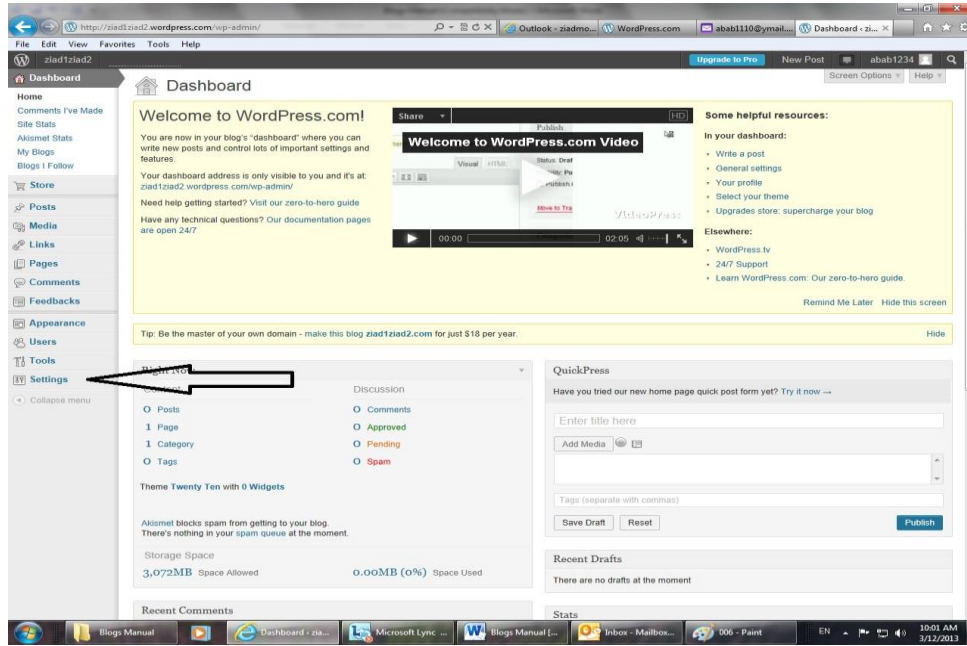 http://ziad1ziad2.wordpress.com/wp-admin/
Outlook - ziadmo...
WordPress.com
abab1110@ymail....
Dashboard ‹ zi...
File Edit View Favorites Tools Help
ziad1ziad2
Upgrade to Pro
New Post
abab1234
Screen Options
Help
Dashboard
Home
Comments I've Made
Site Stats
Akismet Stats
My Blogs
Blogs I Follow
Store
Posts
Media
Links
Pages
Comments
Feedbacks
Appearance
Users
Tools
Settings
Collapse menu
Dashboard
Welcome to WordPress.com!
You are now in your blog's "dashboard" where you can
write new posts and control lots of important settings and
features.
Your dashboard address is only visible to you and it's at:
ziad1ziad2.wordpress.com/wp-admin/
Need help getting started? Visit our zero-to-hero guide
Have any technical questions? Our documentation pages
are open 24/7
Share
HD
Publish
Welcome to WordPress.com Video
Visual HTML
Status: Draf
Pu
Publish i
Move to Tra
VideoPress
00:00
02:05
Some helpful resources:
In your dashboard:
Write a post
General settings
Your profile
Select your theme
Upgrades store: supercharge your blog
Elsewhere:
WordPress.tv
24/7 Support
Learn WordPress.com: Our zero-to-hero guide.
Remind Me Later Hide this screen
Tip: Be the master of your own domain - make this blog ziad1ziad2.com for just $18 per year.
Hide
Right Now
Content
Discussion
0 Posts
0 Comments
1 Page
0 Approved
1 Category
0 Pending
0 Tags
0 Spam
Theme Twenty Ten with 0 Widgets
Akismet blocks spam from getting to your blog.
There's nothing in your spam queue at the moment.
Storage Space
3,072MB Space Allowed
0.00MB (0%) Space Used
Recent Comments
QuickPress
Have you tried our new home page quick post form yet? Try it now →
Enter title here
Add Media
Tags (separate with commas)
Save Draft
Reset
Publish
Recent Drafts
There are no drafts at the moment
Stats
Blogs Manual
Dashboard ‹ zia...
Microsoft Lync ...
Blogs Manual [...
Inbox - Mailbox...
006 - Paint
EN
10:01 AM
3/12/2013